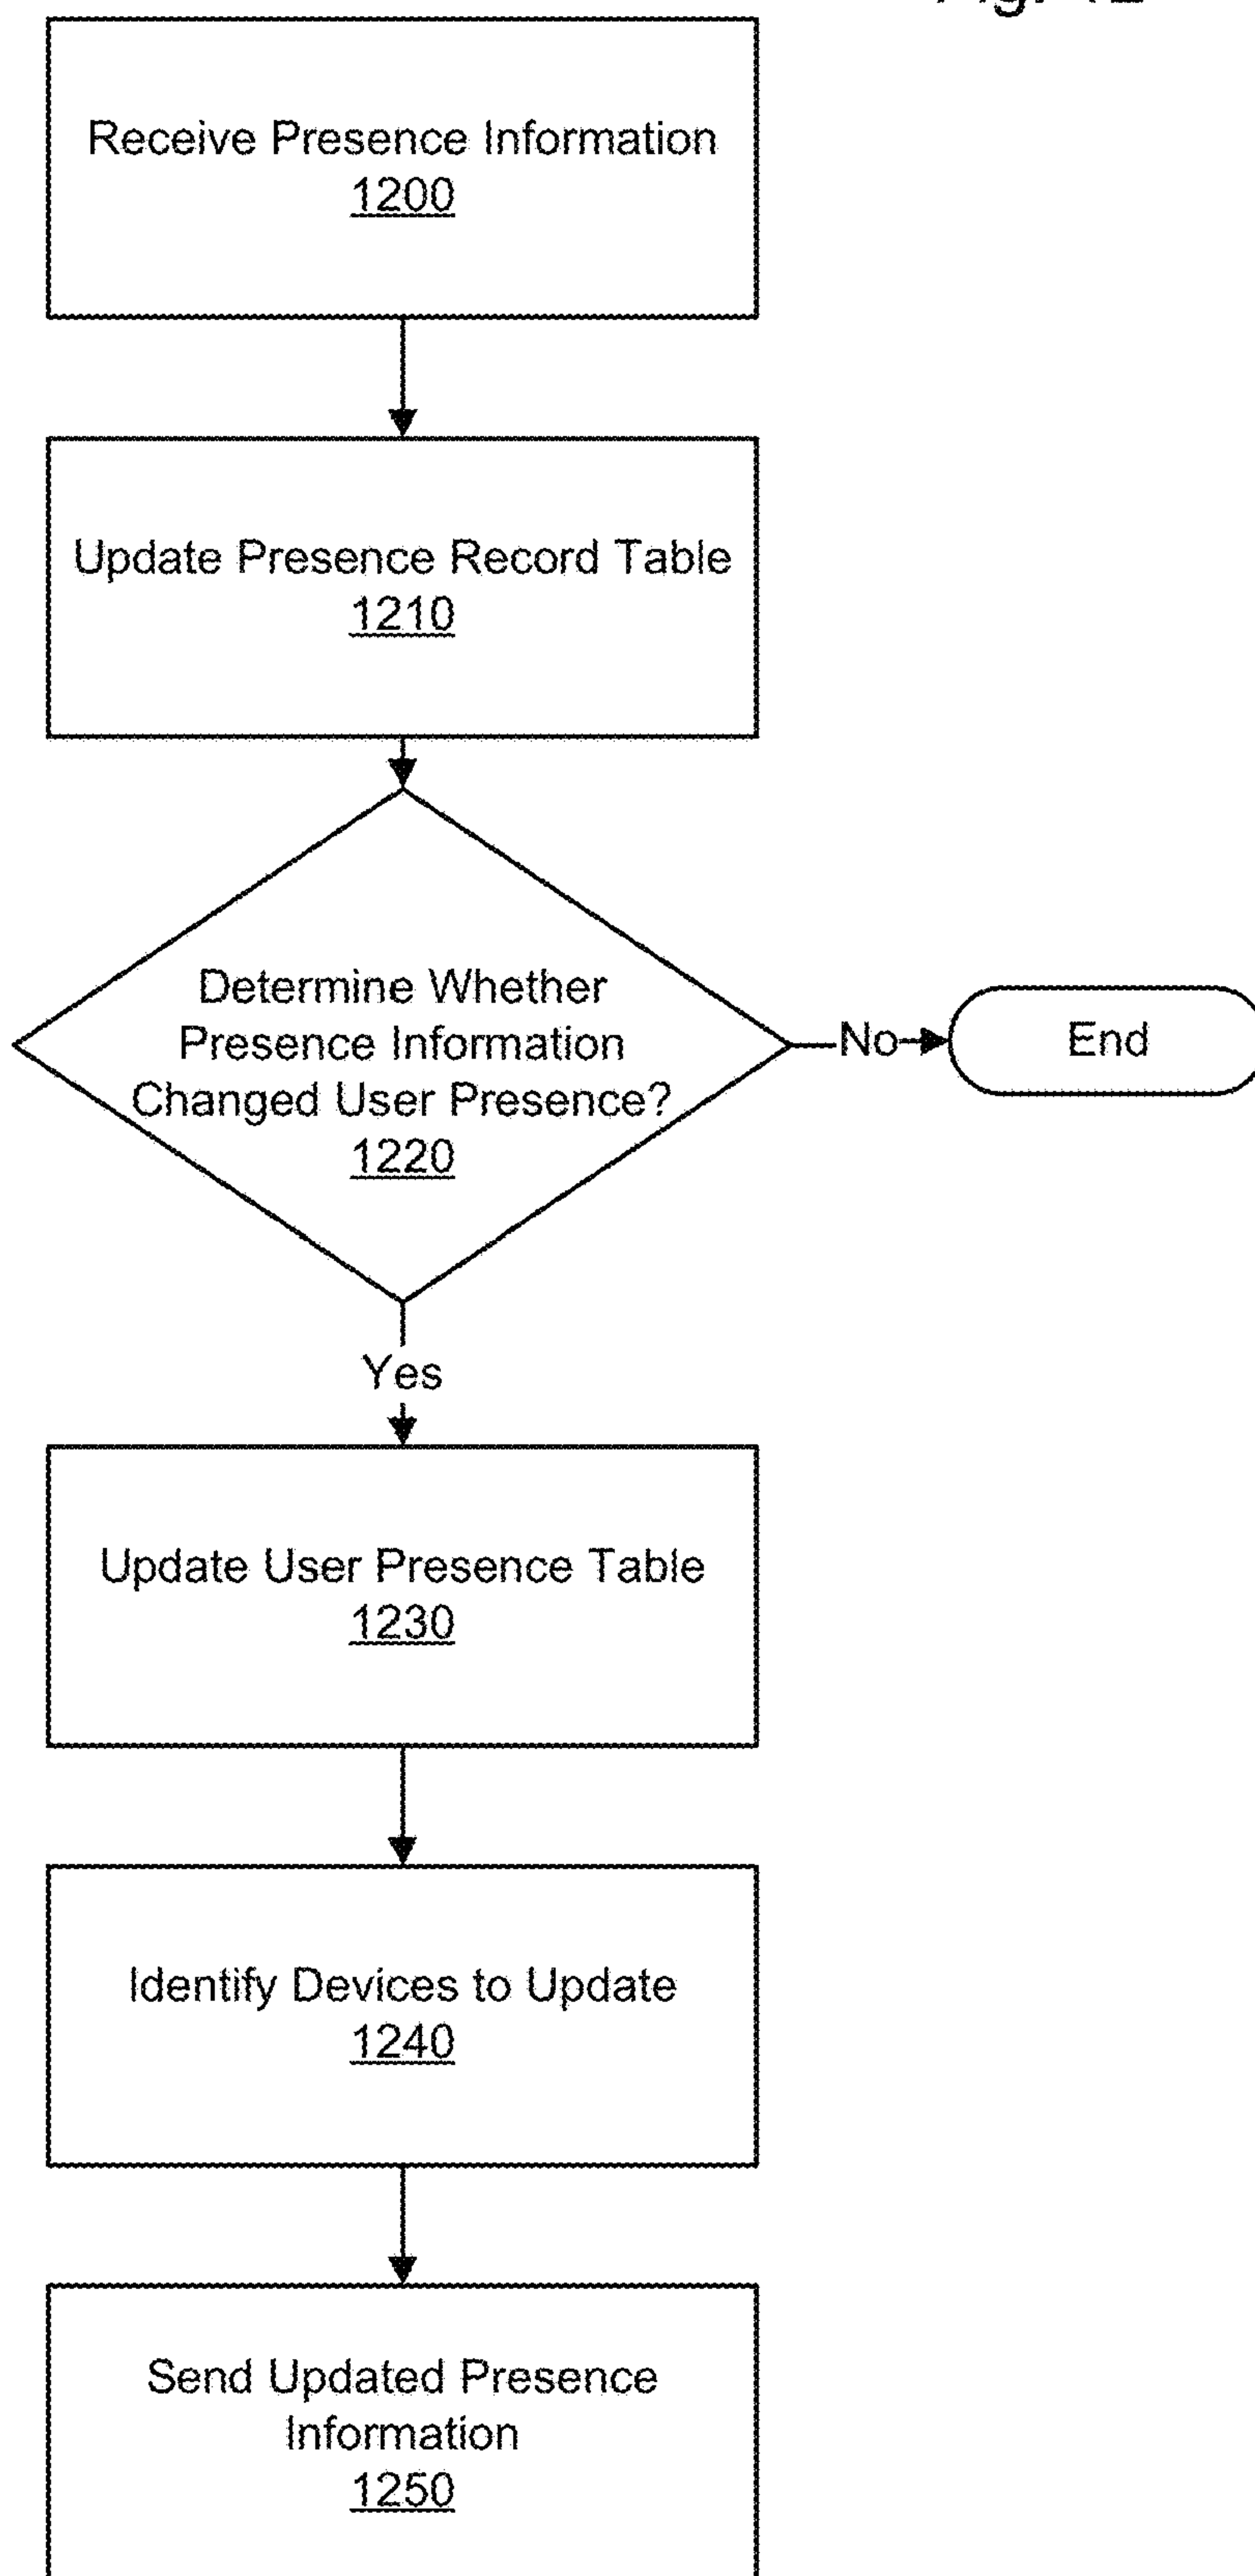 Receive Presence Information
1200
Update Presence Record Table
1210
Determine Whether
Presence Information
Changed User Presence?
1220
No
End
Yes
Update User Presence Table
1230
Identify Devices to Update
1240
Send Updated Presence
Information
1250